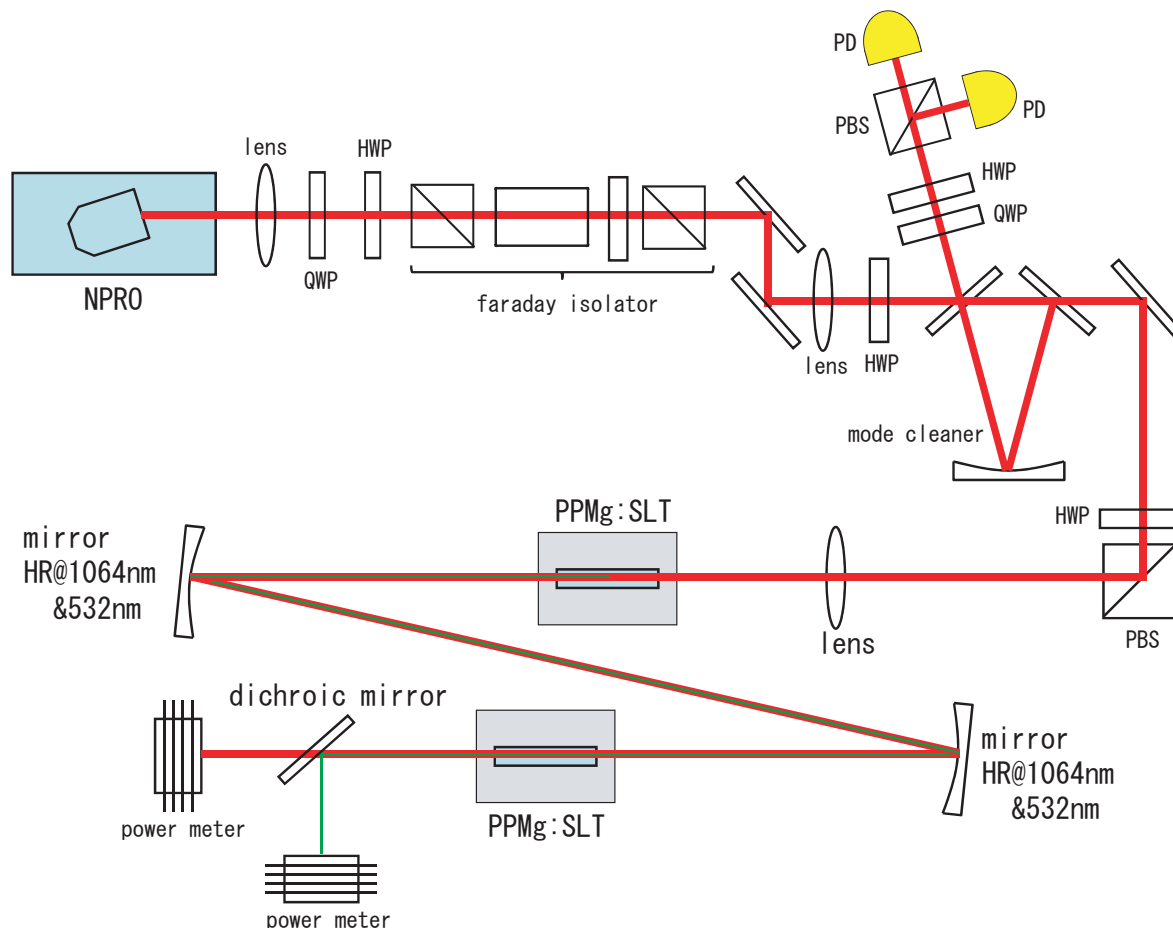 PD
PD
PBS
lens
HWP
HWP
QWP
QWP
NPRO
faraday isolator
lens
HWP
mode cleaner
PPMg:SLT
HWP
mirror
HR@1064nm
&532nm
lens
PBS
dichroic mirror
mirror
HR@1064nm
&532nm
power meter
PPMg:SLT
power meter